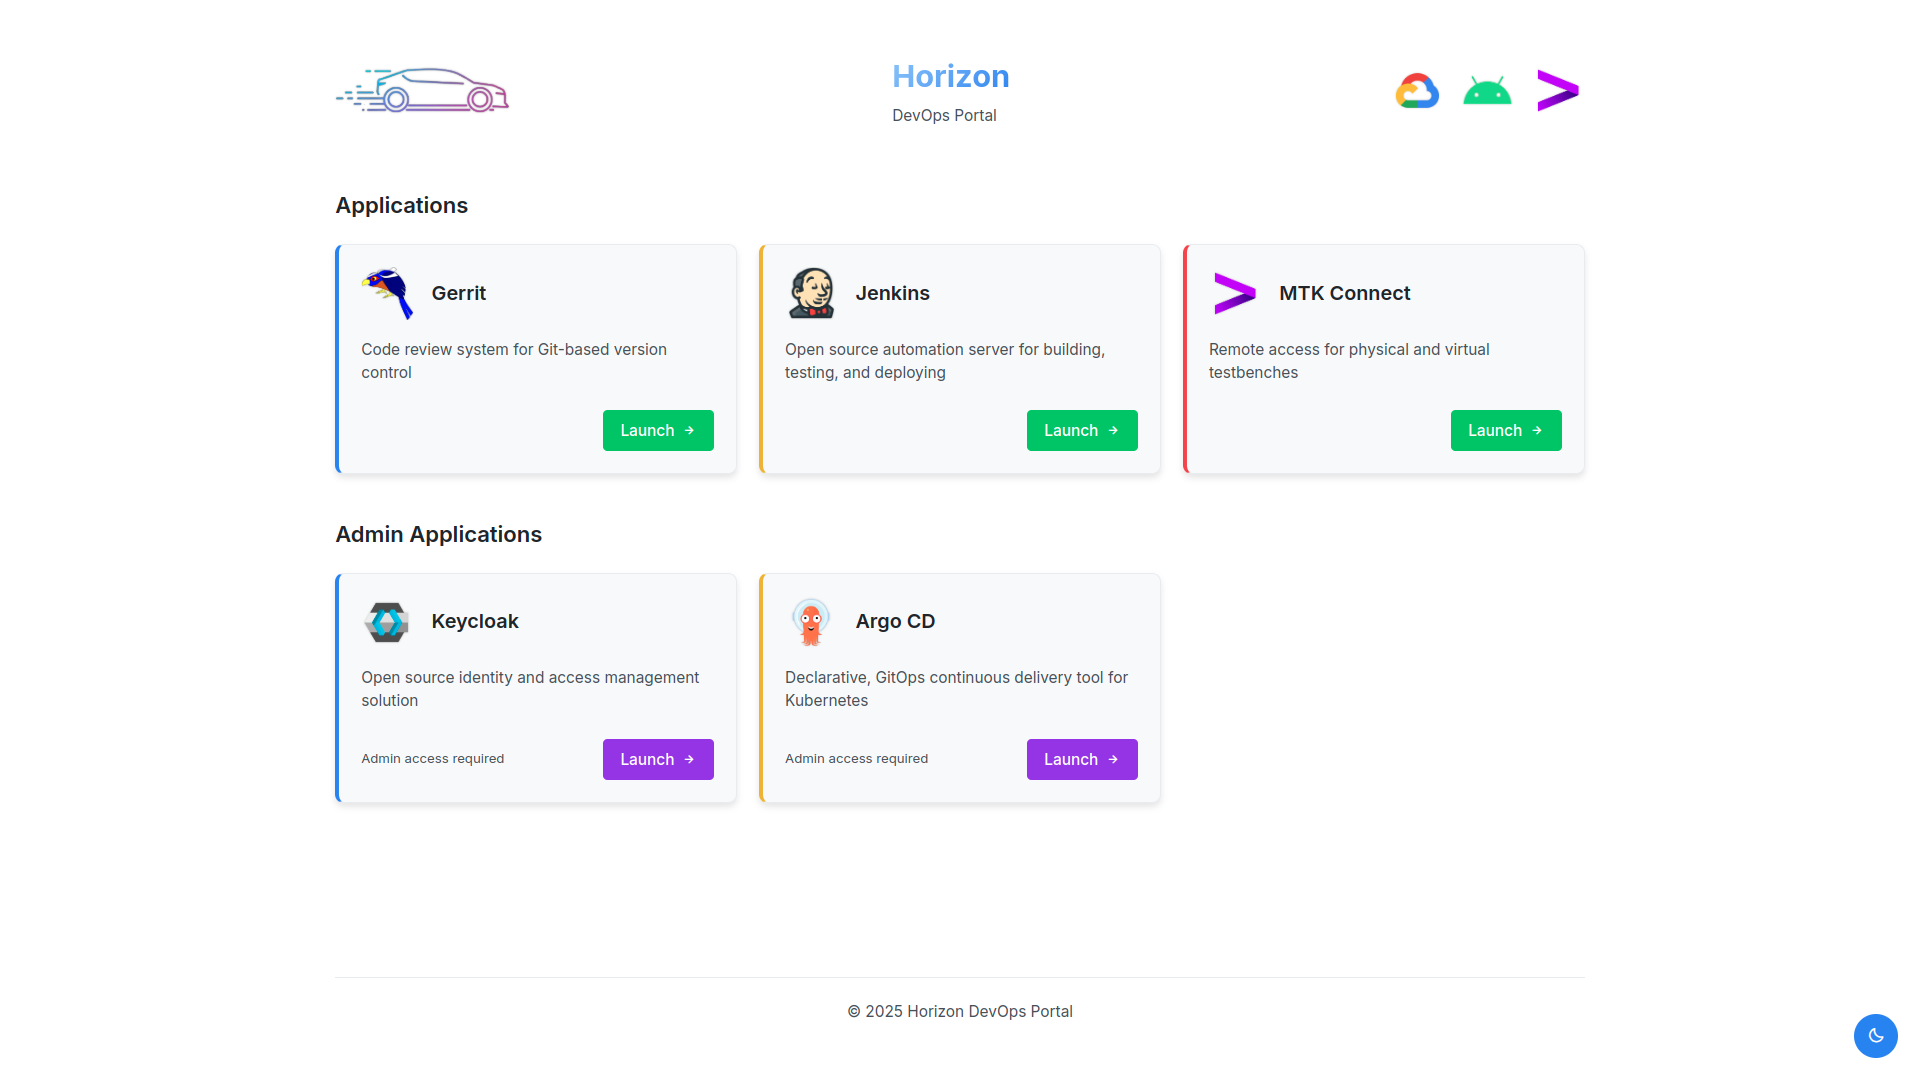 Horizon
DevOps Portal
Applications
Gerrit
Code review system for Git-based version
control
Launch →
Jenkins
Open source automation server for building,
testing, and deploying
Launch →
MTK Connect
Remote access for physical and virtual
testbenches
Launch →
Admin Applications
Keycloak
Open source identity and access management
solution
Admin access required
Launch →
Argo CD
Declarative, GitOps continuous delivery tool for
Kubernetes
Admin access required
Launch →
© 2025 Horizon DevOps Portal